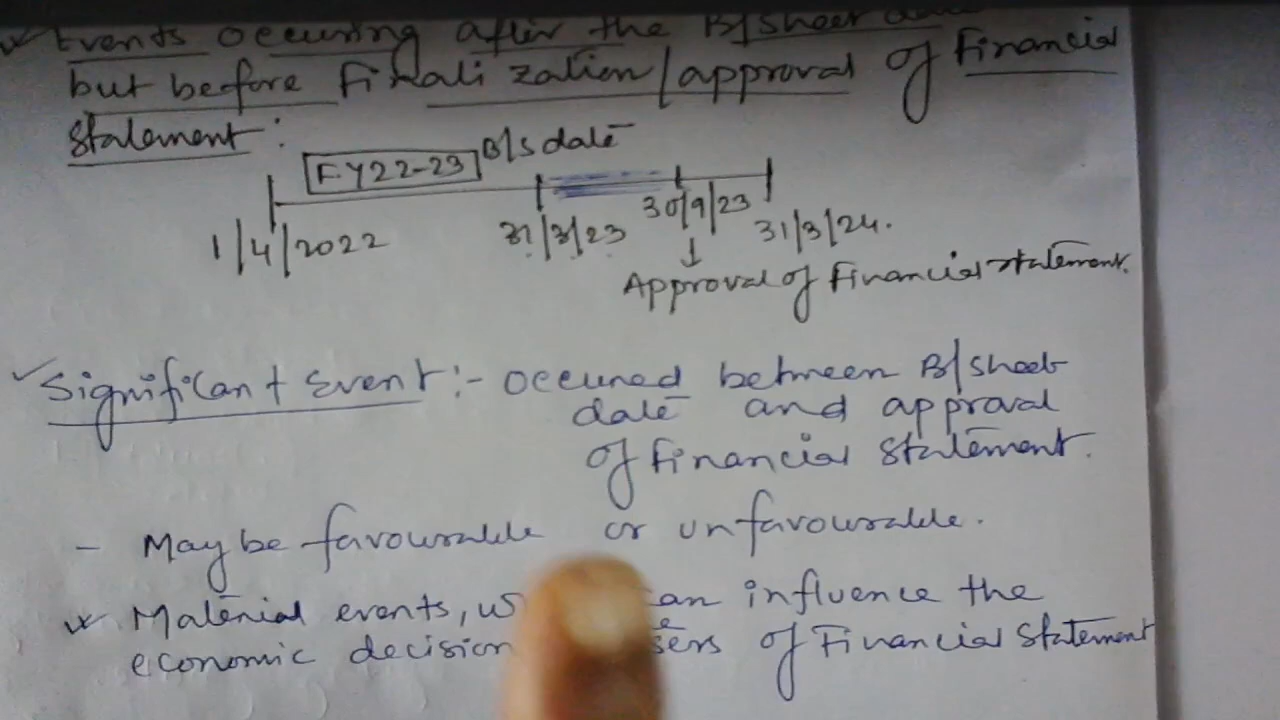 Events occuring after the B/Sheet date
but before Finalization/approval of Financial
Statement:
FY22-23 B/s date
1/4/2022 31/3/23 30/9/23 31/3/24.
Approval of Financial statement.
Significant Event:- Occured between B/Sheet
date and approval
of Financial Statement.
- May be favourable or unfavourable.
Material events, can influence the
economic decision of Financial Statement